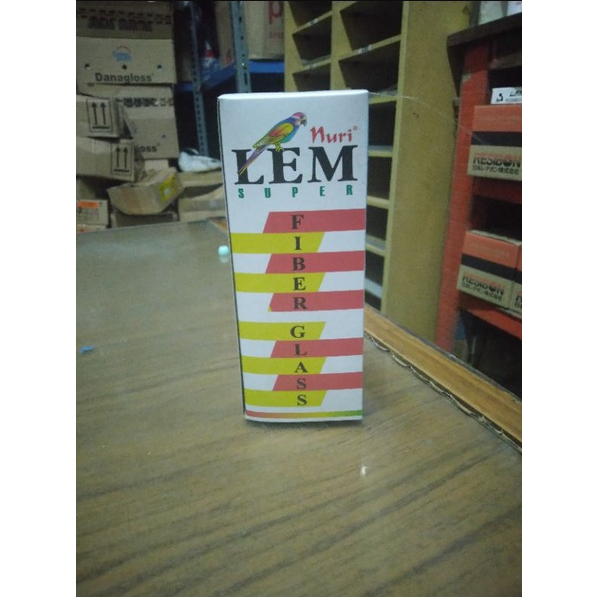 Nuri®
LEM
SUPER
FIBER GLASS
Danagloss
RESIBON
RESIBON